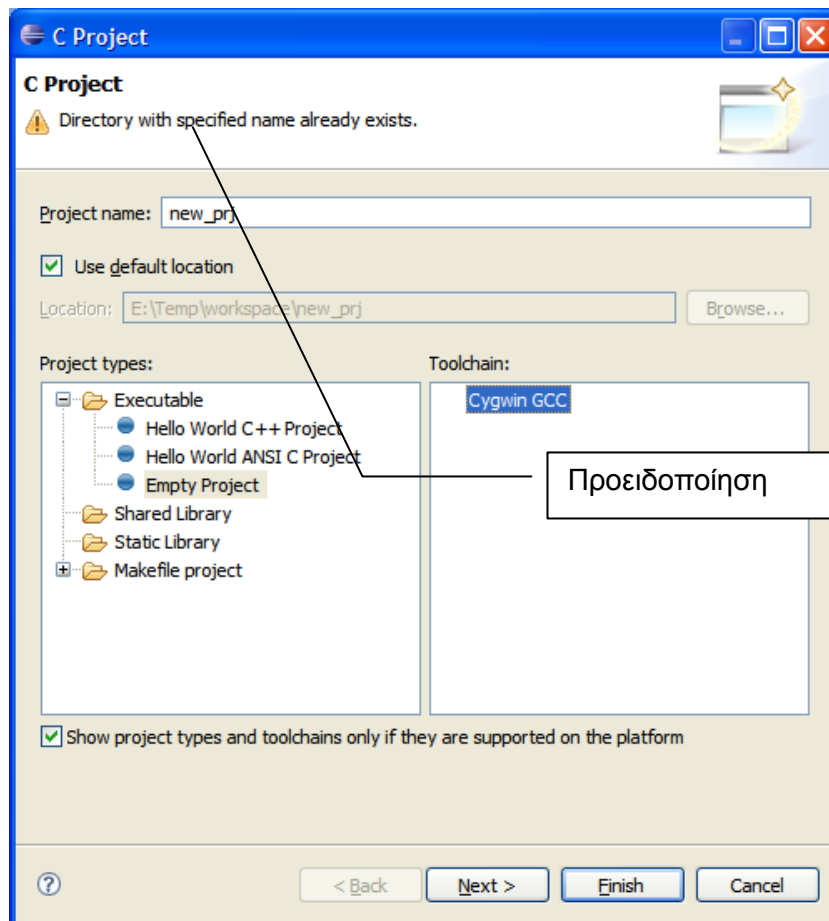 C Project
C Project
Directory with specified name already exists.
Project name: new_prj
Use default location
Location: E:\Temp\workspace\new_prj Browse...
Project types: Toolchain:
Executable Cygwin GCC
Hello World C++ Project
Hello World ANSI C Project
Empty Project
Προειδοποίηση
Shared Library
Static Library
Makefile project
Show project types and toolchains only if they are supported on the platform
? < Back Next > Finish Cancel